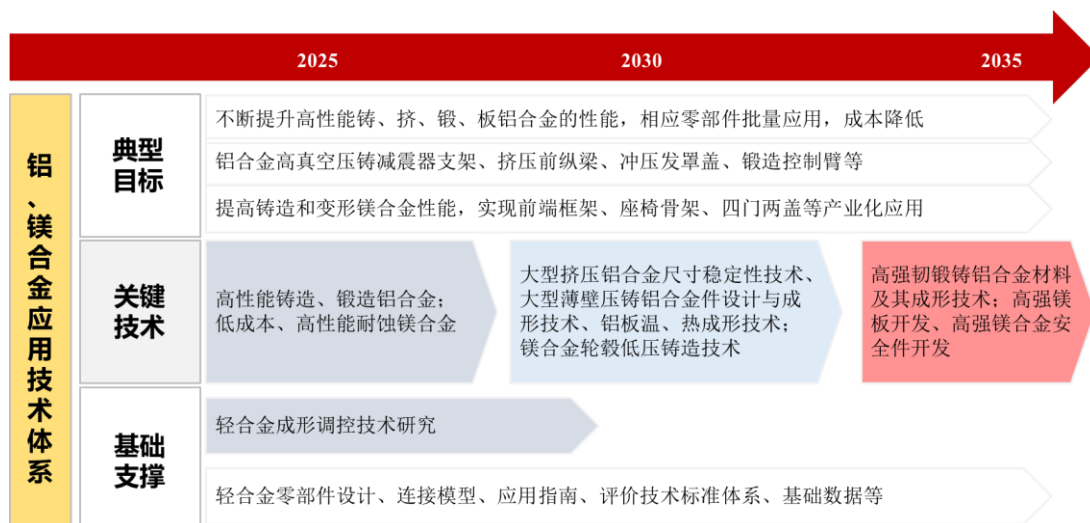 2025
2030
2035
铝、镁合金应用技术体系
典型
目标
不断提升高性能铸、挤、锻、板铝合金的性能，相应零部件批量应用，成本降低
铝合金高真空压铸减震器支架、挤压前纵梁、冲压发罩盖、锻造控制臂等
提高铸造和变形镁合金性能，实现前端框架、座椅骨架、四门两盖等产业化应用
关键
技术
高性能铸造、锻造铝合金；
低成本、高性能耐蚀镁合金
大型挤压铝合金尺寸稳定性技术、
大型薄壁压铸铝合金件设计与成
形技术、铝板温、热成形技术；
镁合金轮毂低压铸造技术
高强韧锻铸铝合金材料
及其成形技术；高强镁
板开发、高强镁合金安
全件开发
基础
支撑
轻合金成形调控技术研究
轻合金零部件设计、连接模型、应用指南、评价技术标准体系、基础数据等